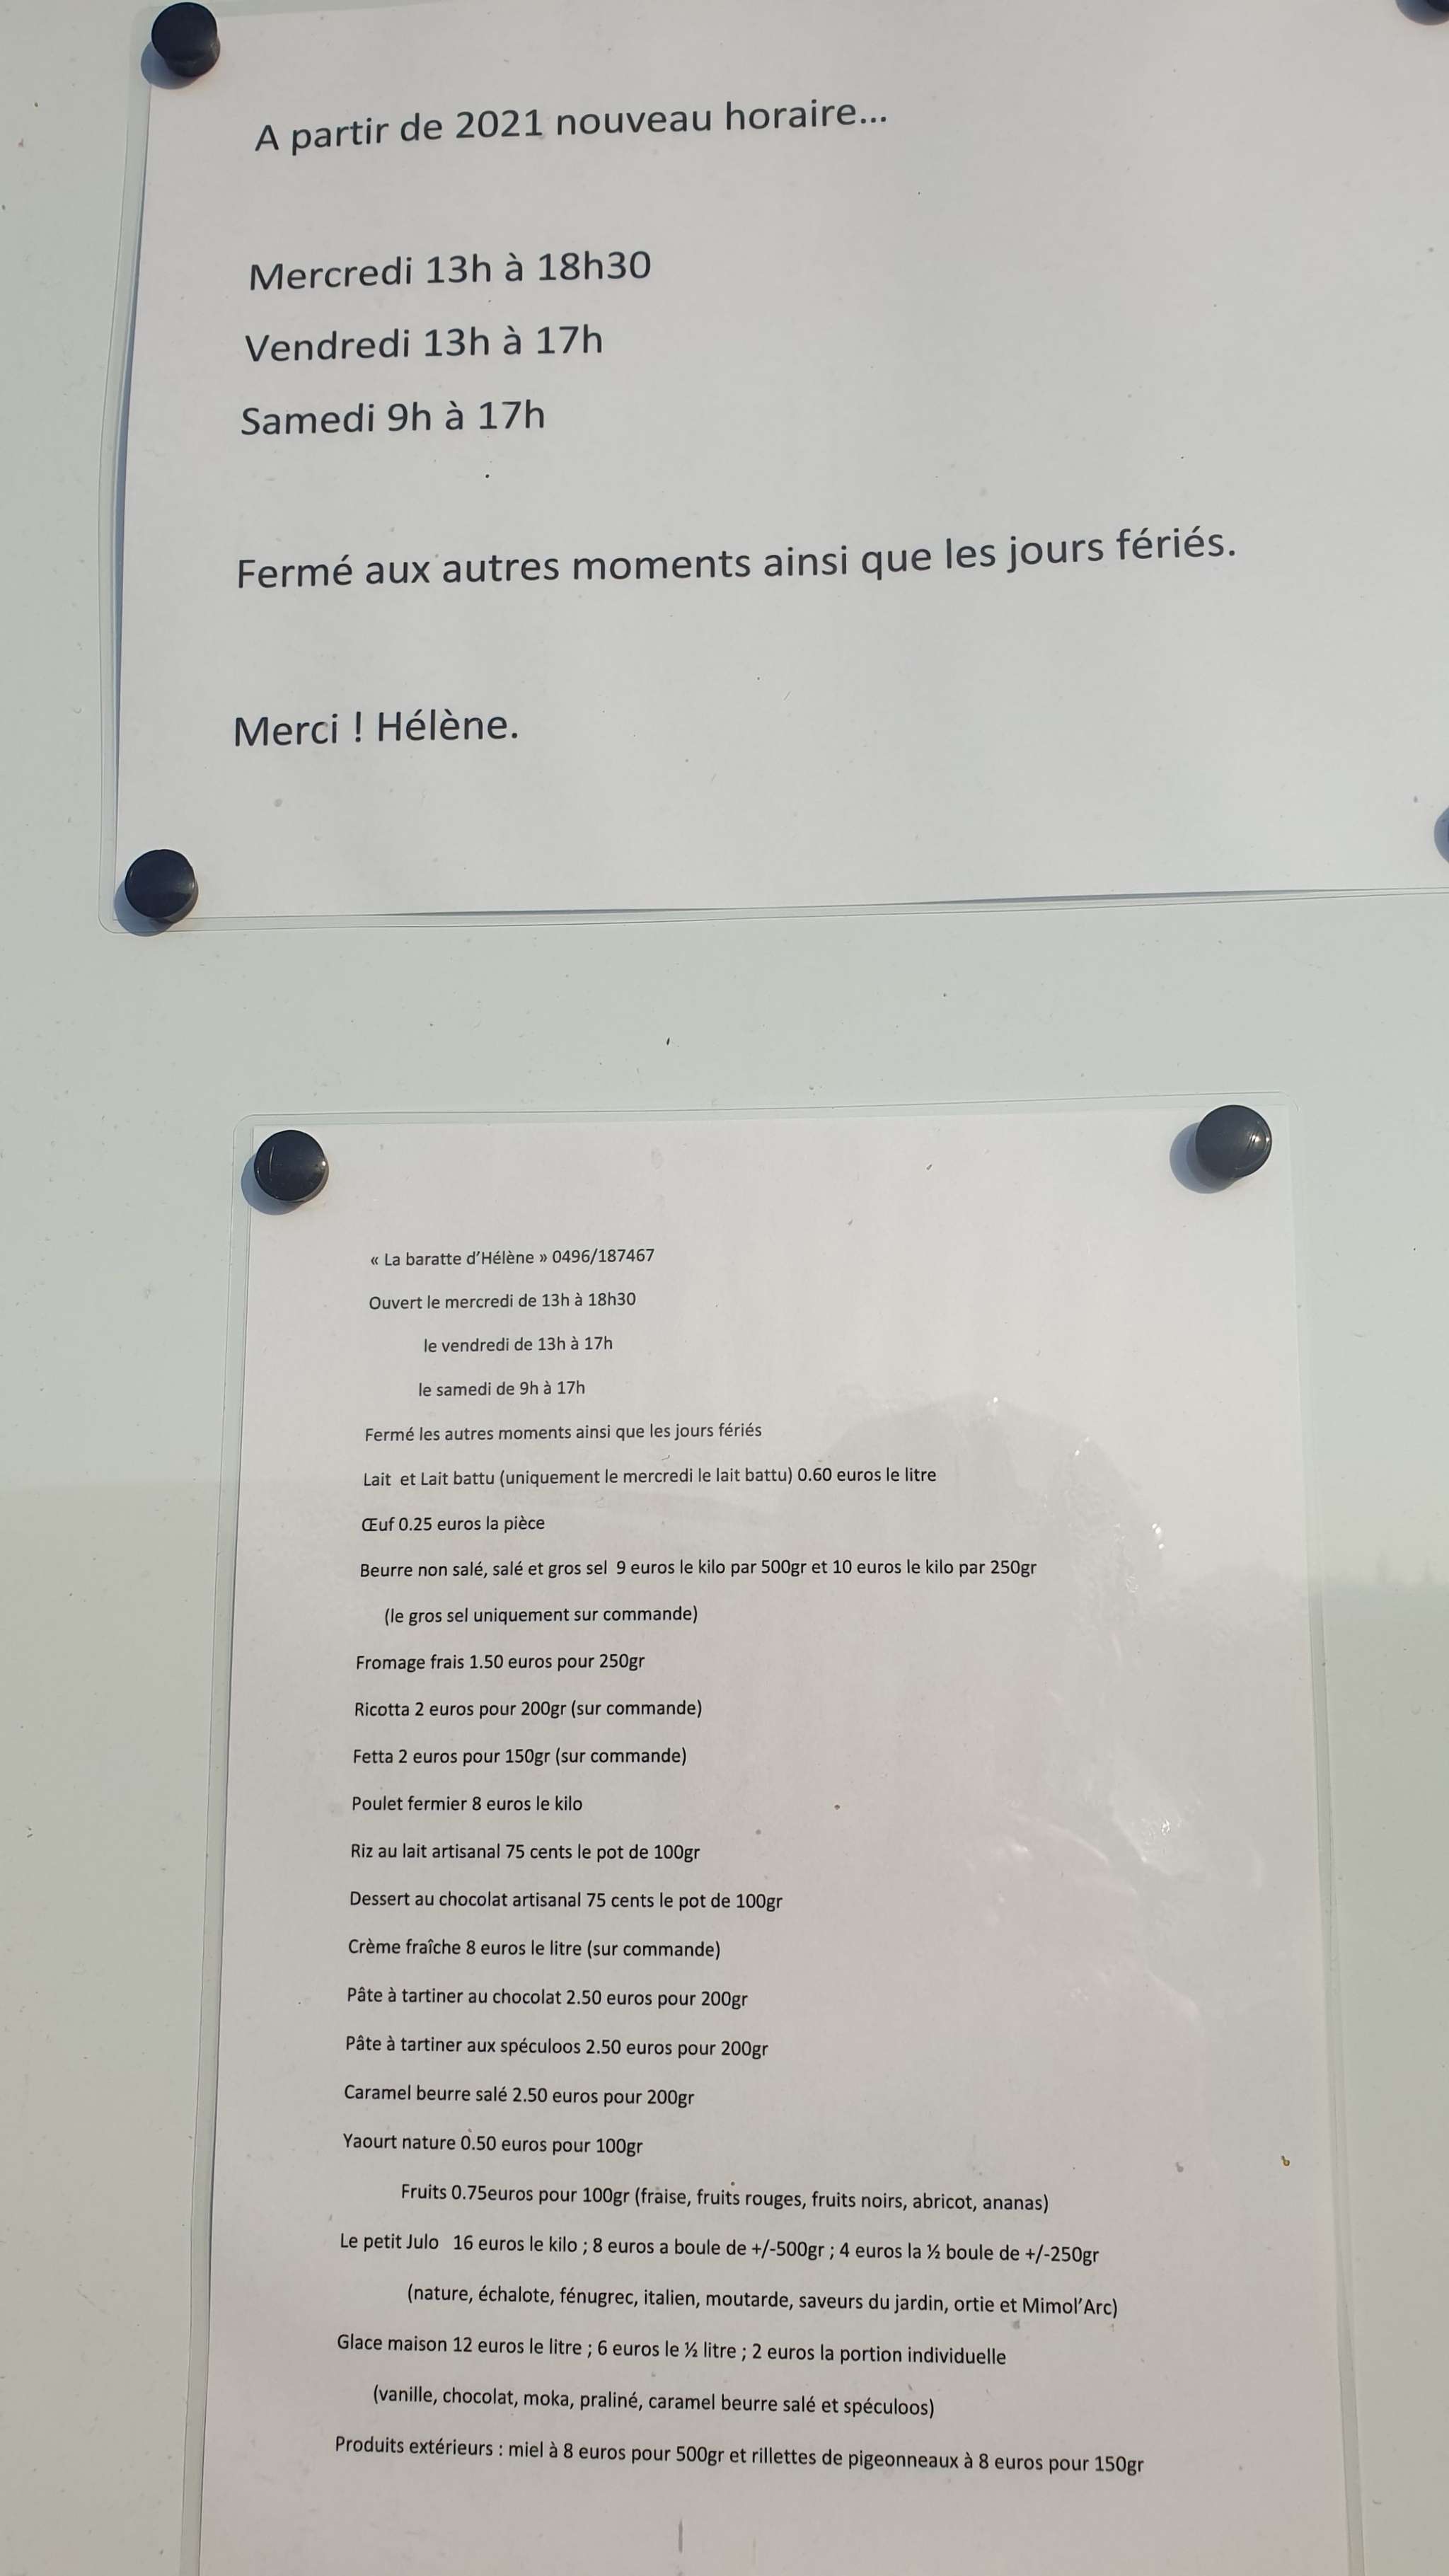 A partir de 2021 nouveau horaire...
Mercredi 13h à 18h30
Vendredi 13h à 17h
Samedi 9h à 17h
Fermé aux autres moments ainsi que les jours fériés.
Merci ! Hélène.
« La baratte d'Hélène » 0496/187467
Ouvert le mercredi de 13h à 18h30
le vendredi de 13h à 17h
le samedi de 9h à 17h
Fermé les autres moments ainsi que les jours fériés
Lait et Lait battu (uniquement le mercredi le lait battu) 0.60 euros le litre
Œuf 0.25 euros la pièce
Beurre non salé, salé et gros sel 9 euros le kilo par 500gr et 10 euros le kilo par 250gr
(le gros sel uniquement sur commande)
Fromage frais 1.50 euros pour 250gr
Ricotta 2 euros pour 200gr (sur commande)
Fetta 2 euros pour 150gr (sur commande)
Poulet fermier 8 euros le kilo
Riz au lait artisanal 75 cents le pot de 100gr
Dessert au chocolat artisanal 75 cents le pot de 100gr
Crème fraîche 8 euros le litre (sur commande)
Pâte à tartiner au chocolat 2.50 euros pour 200gr
Pâte à tartiner aux spéculoos 2.50 euros pour 200gr
Caramel beurre salé 2.50 euros pour 200gr
Yaourt nature 0.50 euros pour 100gr
Fruits 0.75euros pour 100gr (fraise, fruits rouges, fruits noirs, abricot, ananas)
Le petit Julo 16 euros le kilo ; 8 euros a boule de +/-500gr ; 4 euros la ½ boule de +/-250gr
(nature, échalote, fénugrec, italien, moutarde, saveurs du jardin, ortie et Mimol'Arc)
Glace maison 12 euros le litre ; 6 euros le ½ litre ; 2 euros la portion individuelle
(vanille, chocolat, moka, praliné, caramel beurre salé et spéculoos)
Produits extérieurs : miel à 8 euros pour 500gr et rillettes de pigeonneaux à 8 euros pour 150gr